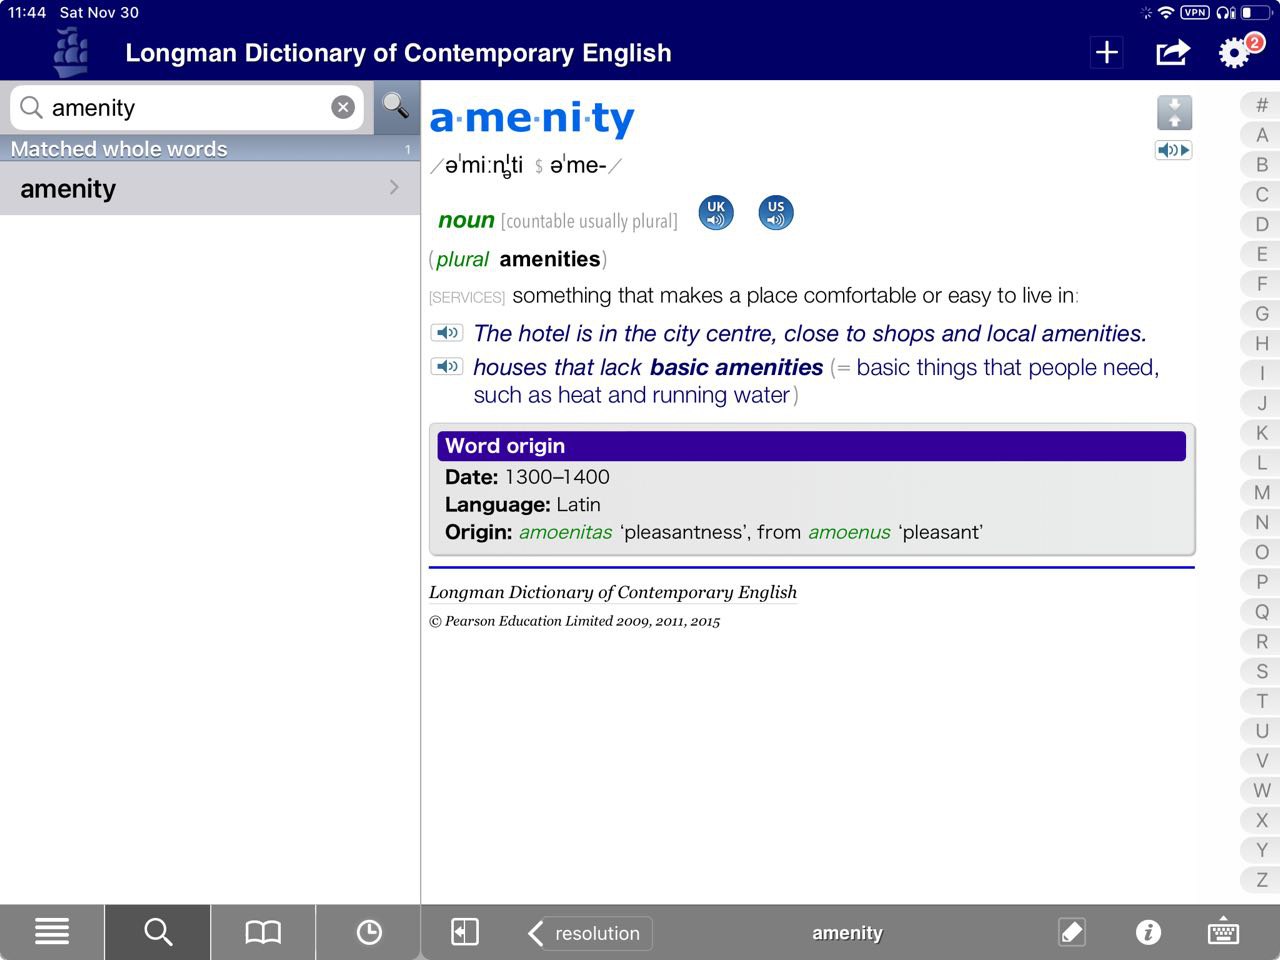 11:44 Sat Nov 30
VPN
Longman Dictionary of Contemporary English
2
amenity
Matched whole words 1
amenity
a·me·ni·ty
/əˈmiːnəti $ əˈme-/
noun [countable usually plural]
UK
US
(plural amenities)
[SERVICES] something that makes a place comfortable or easy to live in:
The hotel is in the city centre, close to shops and local amenities.
houses that lack basic amenities (= basic things that people need,
such as heat and running water)
Word origin
Date: 1300–1400
Language: Latin
Origin: amoenitas ‘pleasantness’, from amoenus ‘pleasant’
Longman Dictionary of Contemporary English
© Pearson Education Limited 2009, 2011, 2015
#
A
B
C
D
E
F
G
H
I
J
K
L
M
N
O
P
Q
R
S
T
U
V
W
X
Y
Z
resolution
amenity